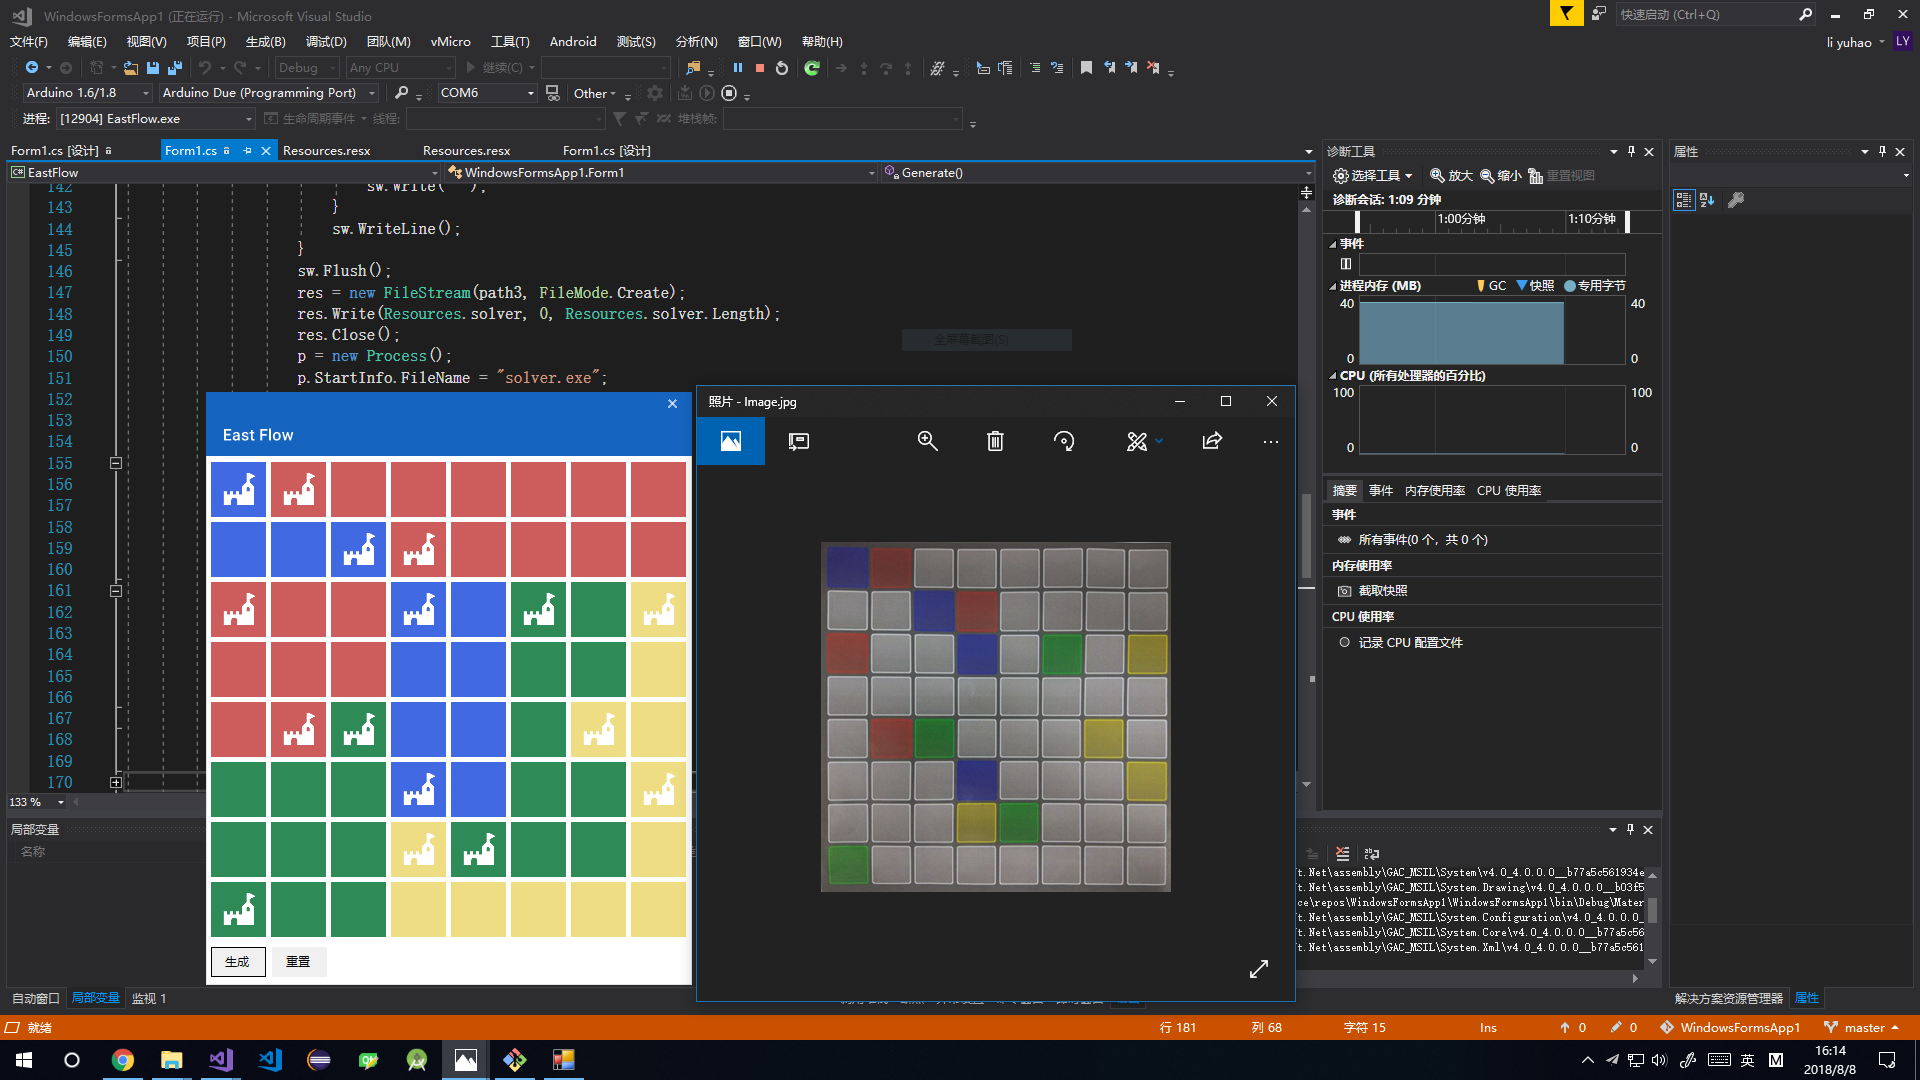 WindowsFormsApp1 (正在运行) - Microsoft Visual Studio
快速启动 (Ctrl+Q)
文件(F) 编辑(E) 视图(V) 项目(P) 生成(B) 调试(D) 团队(M) vMicro 工具(T) Android 测试(S) 分析(N) 窗口(W) 帮助(H)
li yuhao LY
Debug Any CPU 继续(C)
Arduino 1.6/1.8 Arduino Due (Programming Port) COM6 Other
进程: [12904] EastFlow.exe 生命周期事件 线程: 堆栈帧:
Form1.cs [设计] Form1.cs Resources.resx Resources.resx Form1.cs [设计]
EastFlow WindowsFormsApp1.Form1 Generate()
142 sw.Write(" ");
143 }
144 sw.WriteLine();
145 }
146 sw.Flush();
147 res = new FileStream(path3, FileMode.Create);
148 res.Write(Resources.solver, 0, Resources.solver.Length);
149 res.Close();
150 p = new Process();
151 p.StartInfo.FileName = "solver.exe";
152
153
154
155
156
157
158
159
160
161
162
163
164
165
166
167
168
169
170
全屏幕截图(S)
133 %
局部变量
名称
自动窗口 局部变量 监视 1
East Flow
生成 重置
照片 - Image.jpg
诊断工具
选择工具 放大 缩小 重置视图
诊断会话: 1:09 分钟
1:00分钟 1:10分钟
事件
进程内存 (MB) GC 快照 专用字节
40 40
0 0
CPU (所有处理器的百分比)
100 100
0 0
摘要 事件 内存使用率 CPU 使用率
事件
所有事件(0 个，共 0 个)
内存使用率
截取快照
CPU 使用率
记录 CPU 配置文件
属性
t.Net\assembly\GAC_MSIL\System\v4.0_4.0.0.0__b77a5c561934e
t.Net\assembly\GAC_MSIL\System.Drawing\v4.0_4.0.0.0__b03f5
ce\repos\WindowsFormsApp1\WindowsFormsApp1\bin\Debug\Mater
t.Net\assembly\GAC_MSIL\System.Configuration\v4.0_4.0.0.0_
t.Net\assembly\GAC_MSIL\System.Core\v4.0_4.0.0.0__b77a5c56
t.Net\assembly\GAC_MSIL\System.Xml\v4.0_4.0.0.0__b77a5c561
解决方案资源管理器 属性
就绪 行 181 列 68 字符 15 Ins 0 0 WindowsFormsApp1 master
英 M 16:14
2018/8/8